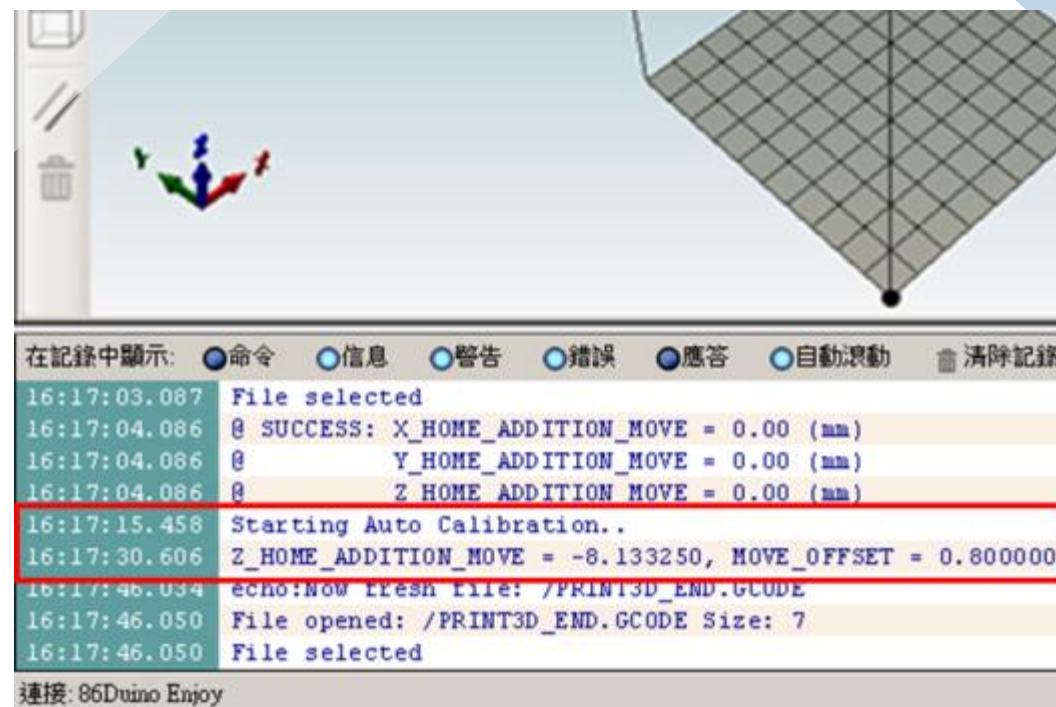 Y Z X
在記錄中顯示: 命令 信息 警告 錯誤 應答 自動滾動 清除記錄
16:17:03.087 File selected
16:17:04.086 @ SUCCESS: X_HOME_ADDITION_MOVE = 0.00 (mm)
16:17:04.086 @ Y_HOME_ADDITION_MOVE = 0.00 (mm)
16:17:04.086 @ Z_HOME_ADDITION_MOVE = 0.00 (mm)
16:17:15.458 Starting Auto Calibration..
16:17:30.606 Z_HOME_ADDITION_MOVE = -8.133250, MOVE_OFFSET = 0.800000
16:17:46.034 echo:Now fresh file: /PRINT3D_END.GCODE
16:17:46.050 File opened: /PRINT3D_END.GCODE Size: 7
16:17:46.050 File selected
連接: 86Duino Enjoy